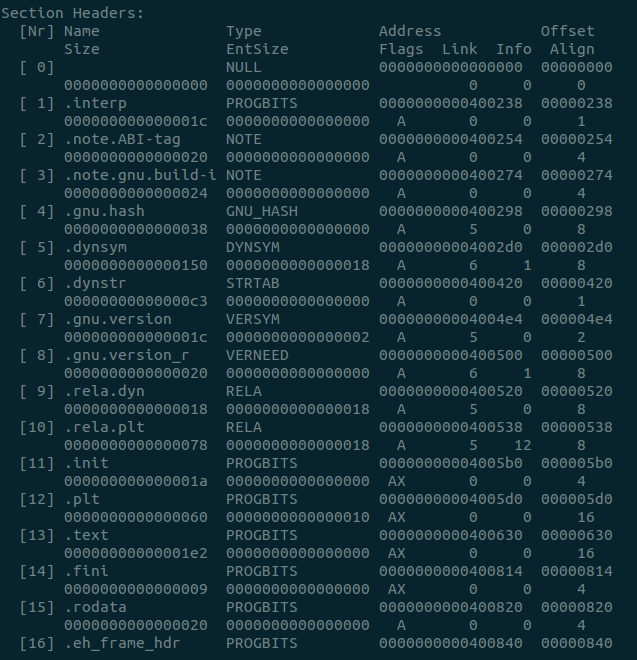 Section Headers:
  [Nr] Name              Type             Address           Offset
       Size              EntSize          Flags  Link  Info  Align
  [ 0]                   NULL             0000000000000000  00000000
       0000000000000000  0000000000000000           0     0     0
  [ 1] .interp           PROGBITS         0000000000400238  00000238
       000000000000001c  0000000000000000   A       0     0     1
  [ 2] .note.ABI-tag     NOTE             0000000000400254  00000254
       0000000000000020  0000000000000000   A       0     0     4
  [ 3] .note.gnu.build-i NOTE             0000000000400274  00000274
       0000000000000024  0000000000000000   A       0     0     4
  [ 4] .gnu.hash         GNU_HASH         0000000000400298  00000298
       0000000000000038  0000000000000000   A       5     0     8
  [ 5] .dynsym           DYNSYM           00000000004002d0  000002d0
       0000000000000150  0000000000000018   A       6     1     8
  [ 6] .dynstr           STRTAB           0000000000400420  00000420
       00000000000000c3  0000000000000000   A       0     0     1
  [ 7] .gnu.version      VERSYM           00000000004004e4  000004e4
       000000000000001c  0000000000000002   A       5     0     2
  [ 8] .gnu.version_r    VERNEED          0000000000400500  00000500
       0000000000000020  0000000000000000   A       6     1     8
  [ 9] .rela.dyn         RELA             0000000000400520  00000520
       0000000000000018  0000000000000018   A       5     0     8
  [10] .rela.plt         RELA             0000000000400538  00000538
       0000000000000078  0000000000000018   A       5    12     8
  [11] .init             PROGBITS         00000000004005b0  000005b0
       000000000000001a  0000000000000000  AX       0     0     4
  [12] .plt              PROGBITS         00000000004005d0  000005d0
       0000000000000060  0000000000000010  AX       0     0     16
  [13] .text             PROGBITS         0000000000400630  00000630
       00000000000001e2  0000000000000000  AX       0     0     16
  [14] .fini             PROGBITS         0000000000400814  00000814
       0000000000000009  0000000000000000  AX       0     0     4
  [15] .rodata           PROGBITS         0000000000400820  00000820
       0000000000000020  0000000000000000   A       0     0     4
  [16] .eh_frame_hdr     PROGBITS         0000000000400840  00000840